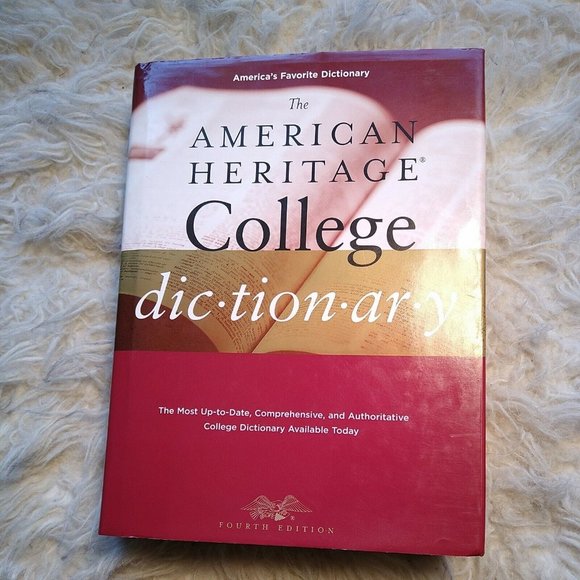 America's Favorite Dictionary
The
AMERICAN
HERITAGE®
College
dic·tion·ar·y
The Most Up-to-Date, Comprehensive, and Authoritative
College Dictionary Available Today
FOURTH EDITION